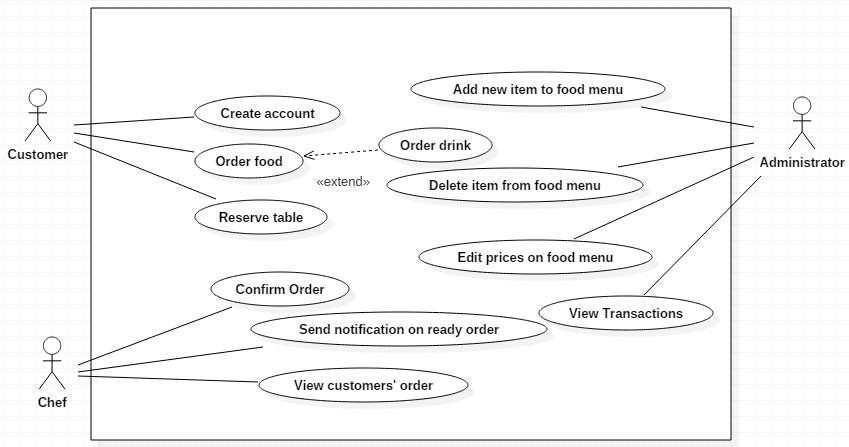 Add new item to food menu
Create account
Order drink
Customer
Order food
Administrator
«extend»
Delete item from food menu
Reserve table
Edit prices on food menu
Confirm Order
View Transactions
Send notification on ready order
View customers' order
Chef